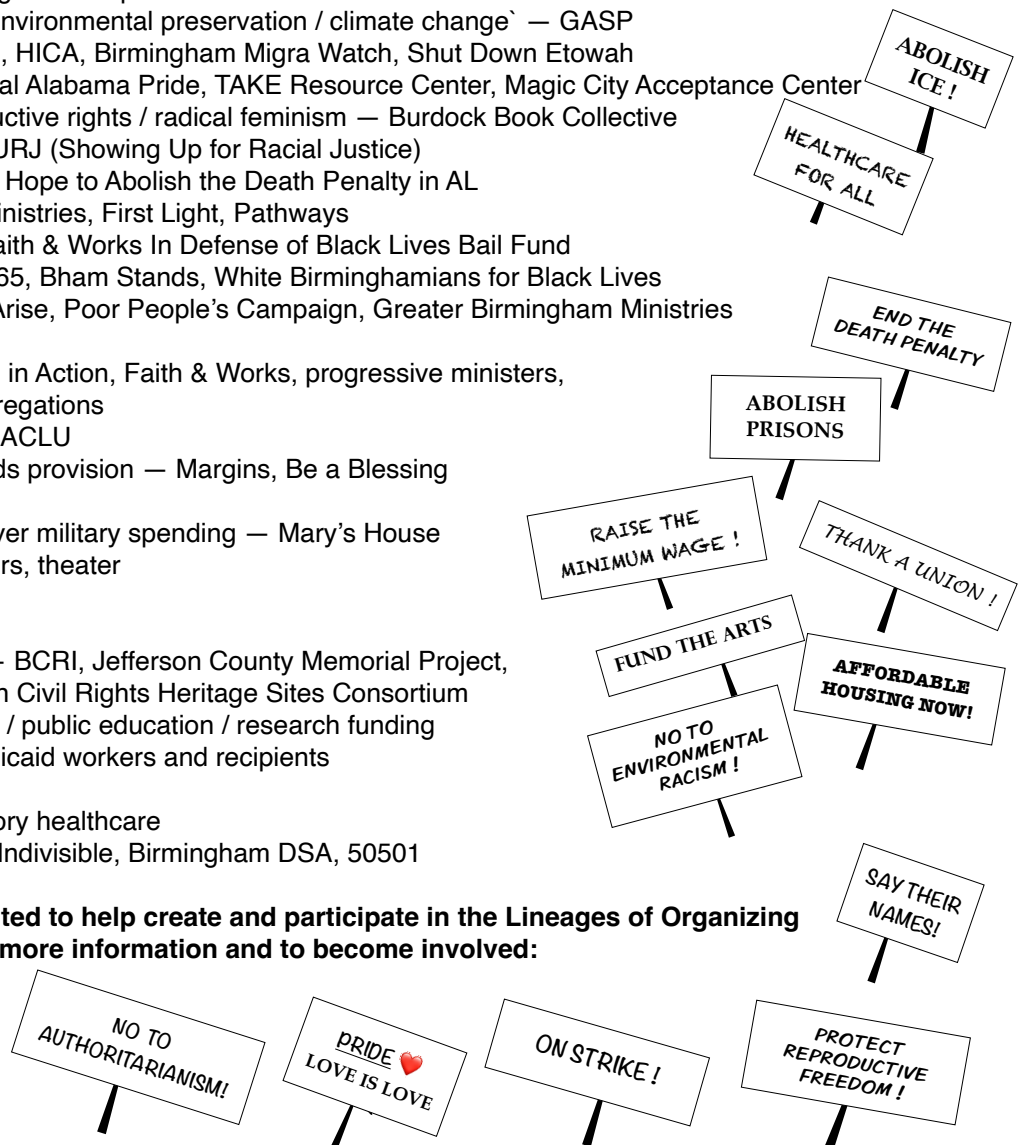 nvironmental preservation / climate change` — GASP
, HICA, Birmingham Migra Watch, Shut Down Etowah
al Alabama Pride, TAKE Resource Center, Magic City Acceptance Center
uctive rights / radical feminism — Burdock Book Collective
URJ (Showing Up for Racial Justice)
Hope to Abolish the Death Penalty in AL
inistries, First Light, Pathways
aith & Works In Defense of Black Lives Bail Fund
65, Bham Stands, White Birminghamians for Black Lives
Arise, Poor People’s Campaign, Greater Birmingham Ministries
in Action, Faith & Works, progressive ministers,
regations
ACLU
ds provision — Margins, Be a Blessing
ver military spending — Mary’s House
rs, theater
- BCRI, Jefferson County Memorial Project,
n Civil Rights Heritage Sites Consortium
/ public education / research funding
icaid workers and recipients
ory healthcare
Indivisible, Birmingham DSA, 50501
ted to help create and participate in the Lineages of Organizing
more information and to become involved:
ABOLISH
ICE !
HEALTHCARE
FOR ALL
END THE
DEATH PENALTY
ABOLISH
PRISONS
RAISE THE
MINIMUM WAGE !
THANK A UNION !
FUND THE ARTS
AFFORDABLE
HOUSING NOW!
NO TO
ENVIRONMENTAL
RACISM !
SAY THEIR
NAMES!
NO TO
AUTHORITARIANISM!
PRIDE ❤️
LOVE IS LOVE
ON STRIKE !
PROTECT
REPRODUCTIVE
FREEDOM !